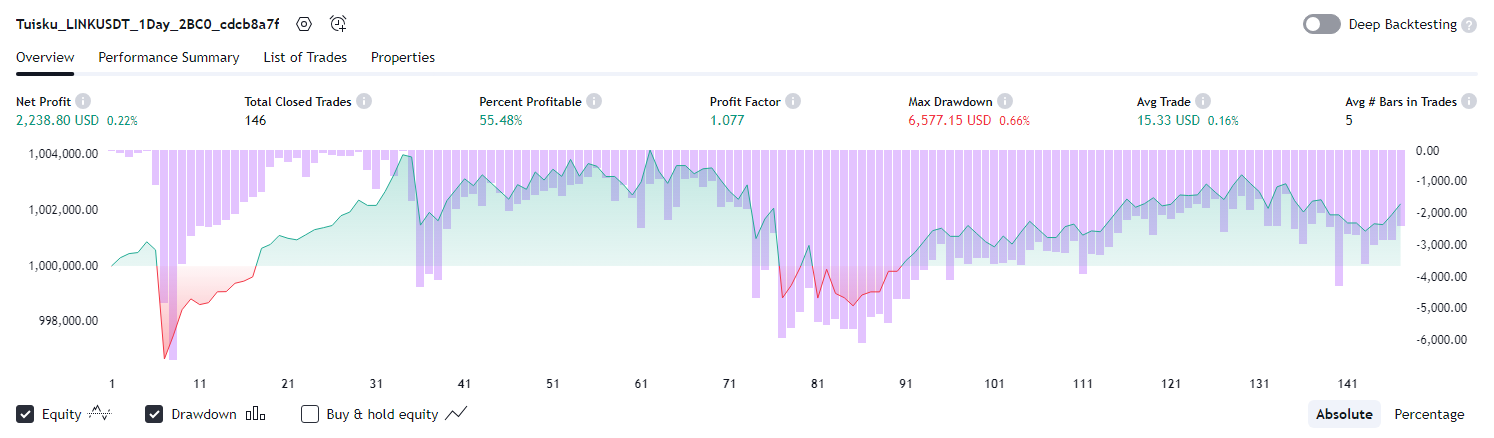 Tuisku_LINKUSDT_1Day_2BC0_cdcb8a7f Deep Backtesting ?
Overview Performance Summary List of Trades Properties
Net Profit i Total Closed Trades i Percent Profitable i Profit Factor i Max Drawdown i Avg Trade i Avg # Bars in Trades i
2,238.80 USD 0.22% 146 55.48% 1.077 6,577.15 USD 0.66% 15.33 USD 0.16% 5
1,004,000.00 0.00
-1,000.00
1,002,000.00 -2,000.00
-3,000.00
1,000,000.00 -4,000.00
998,000.00 -5,000.00
-6,000.00
1 11 21 31 41 51 61 71 81 91 101 111 121 131 141
Equity Drawdown Buy & hold equity Absolute Percentage